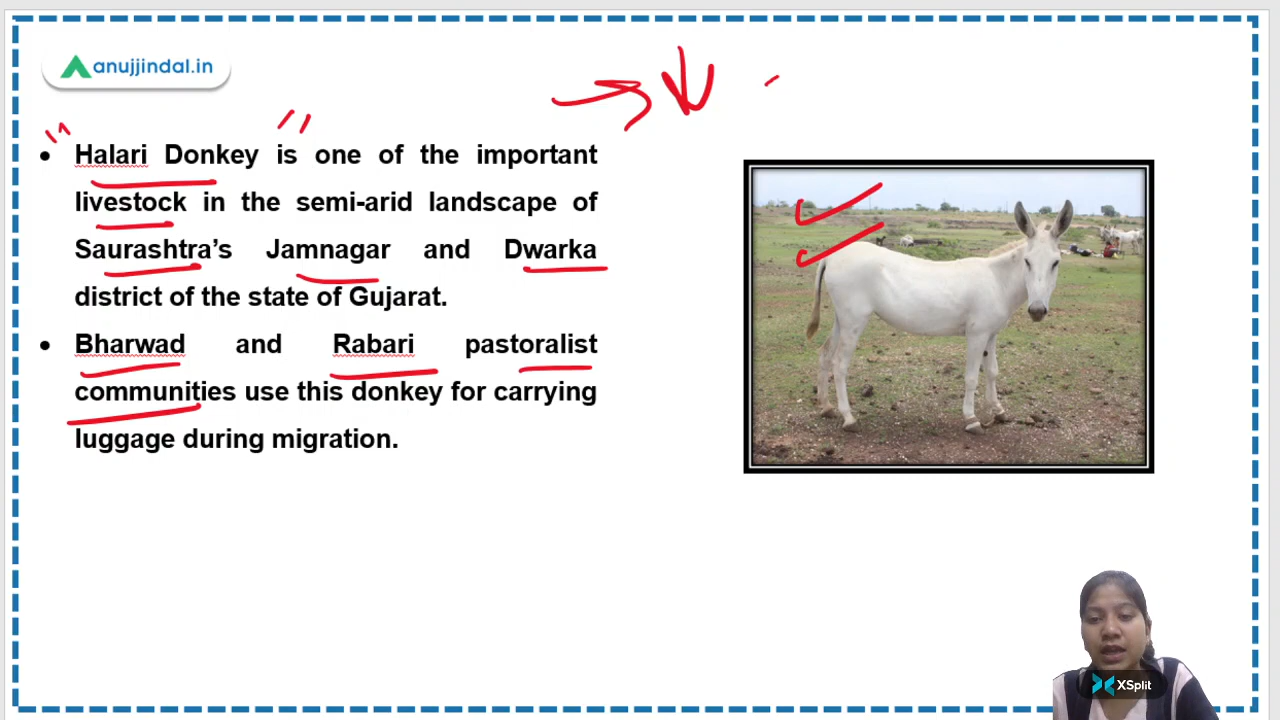 anujjindal.in
• Halari Donkey is one of the important
livestock in the semi-arid landscape of
Saurashtra’s Jamnagar and Dwarka
district of the state of Gujarat.
• Bharwad and Rabari pastoralist
communities use this donkey for carrying
luggage during migration.
XSplit